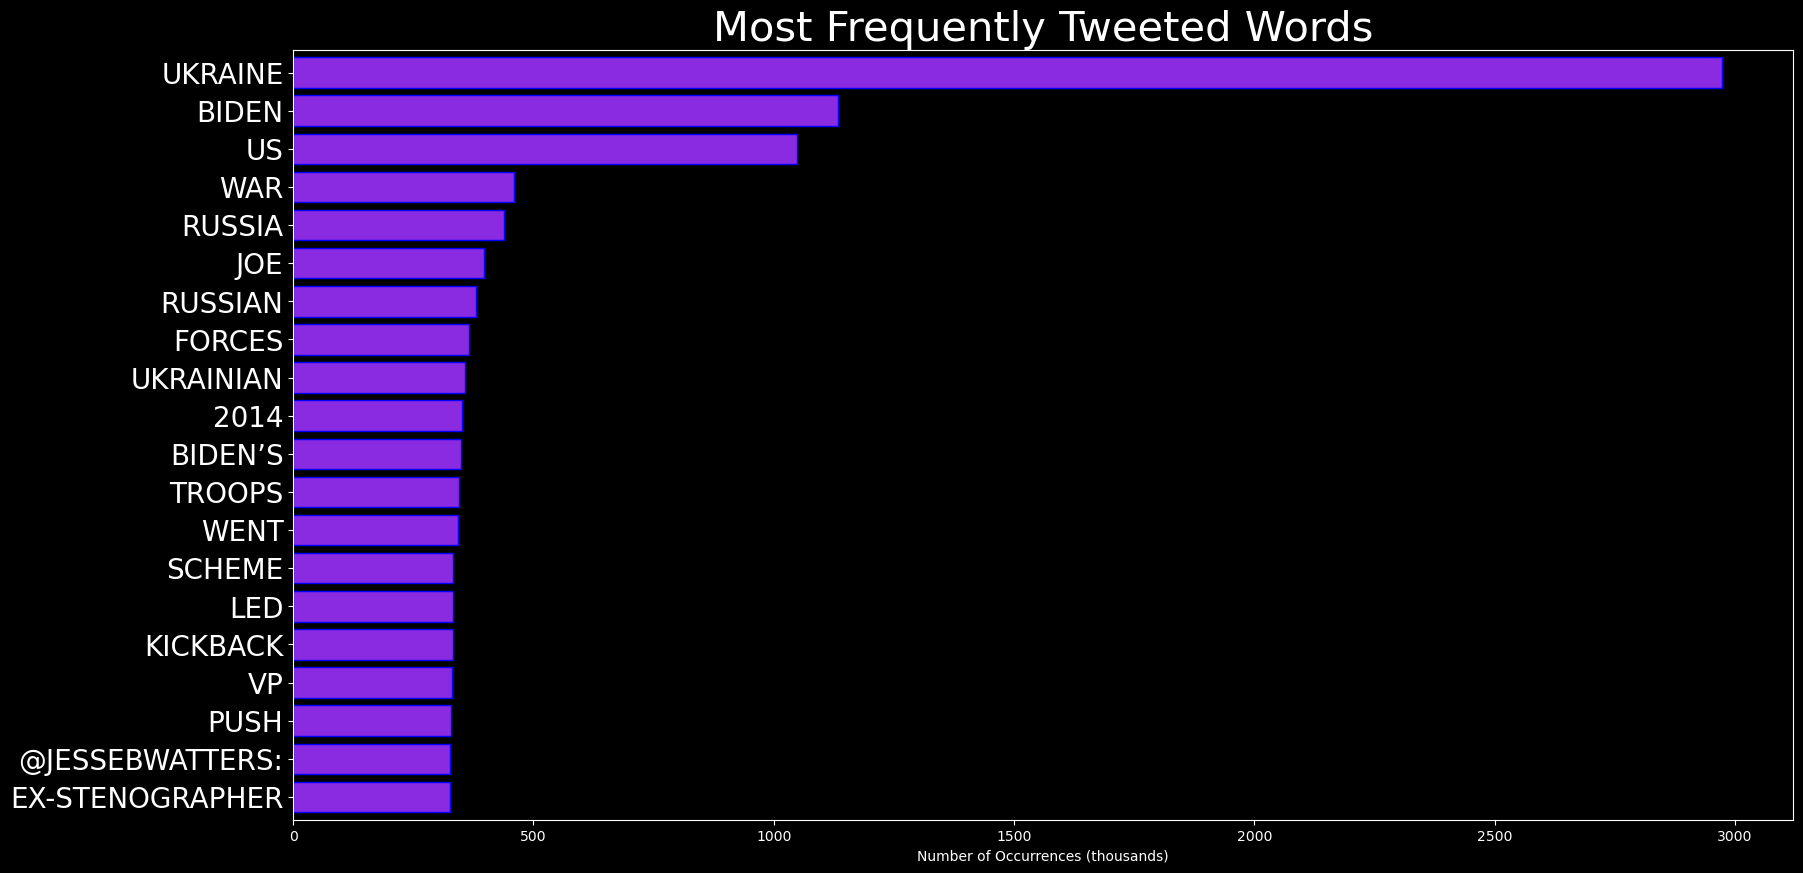 Most Frequently Tweeted Words
UKRAINE
BIDEN
US
WAR
RUSSIA
JOE
RUSSIAN
FORCES
UKRAINIAN
2014
BIDEN’S
TROOPS
WENT
SCHEME
LED
KICKBACK
VP
PUSH
@JESSEBWATTERS:
EX-STENOGRAPHER
0 500 1000 1500 2000 2500 3000
Number of Occurrences (thousands)